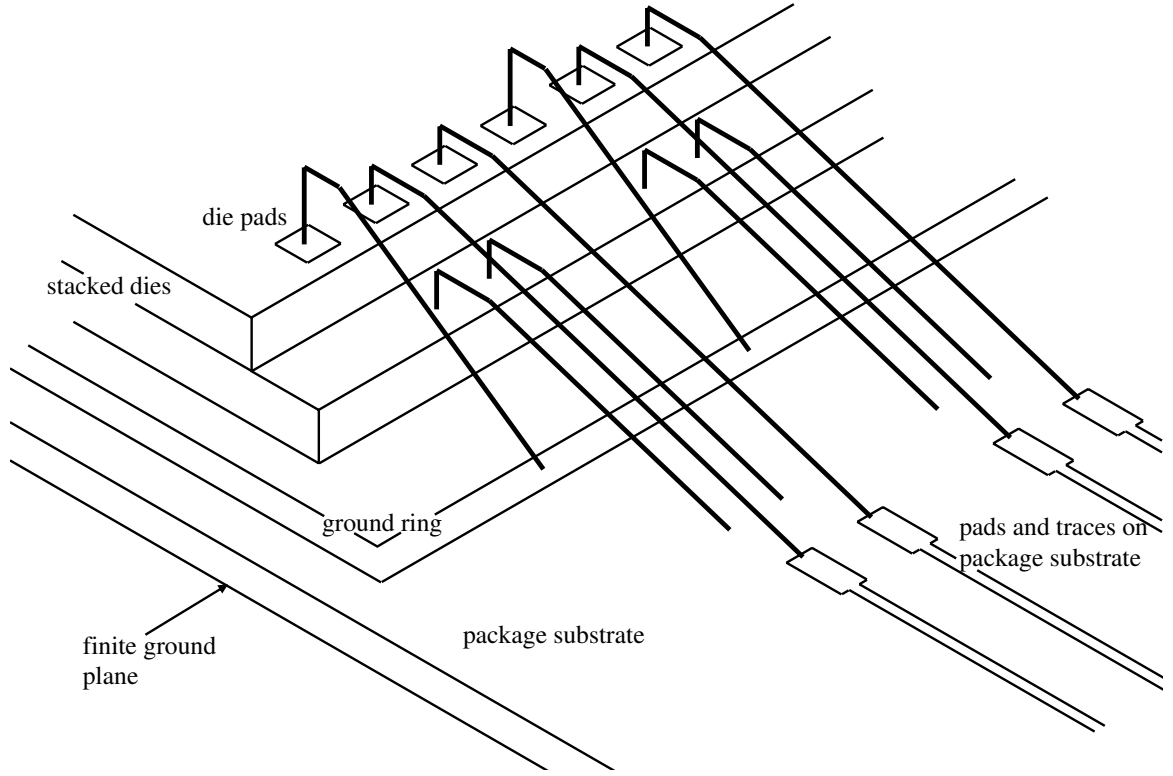 die pads
stacked dies
ground ring
pads and traces on
package substrate
package substrate
finite ground
plane